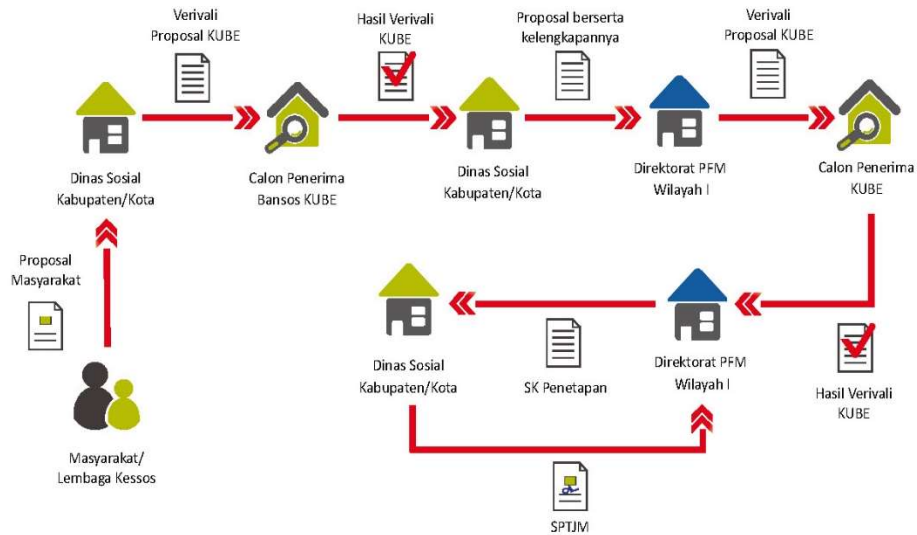 Verivali
Proposal KUBE
Hasil Verivali
KUBE
Proposal berserta
kelengkapannya
Verivali
Proposal KUBE
Dinas Sosial
Kabupaten/Kota
Calon Penerima
Bansos KUBE
Dinas Sosial
Kabupaten/Kota
Direktorat PFM
Wilayah I
Calon Penerima
KUBE
Proposal
Masyarakat
Masyarakat/
Lembaga Kessos
Dinas Sosial
Kabupaten/Kota
SK Penetapan
Direktorat PFM
Wilayah I
Hasil Verivali
KUBE
SPTJM